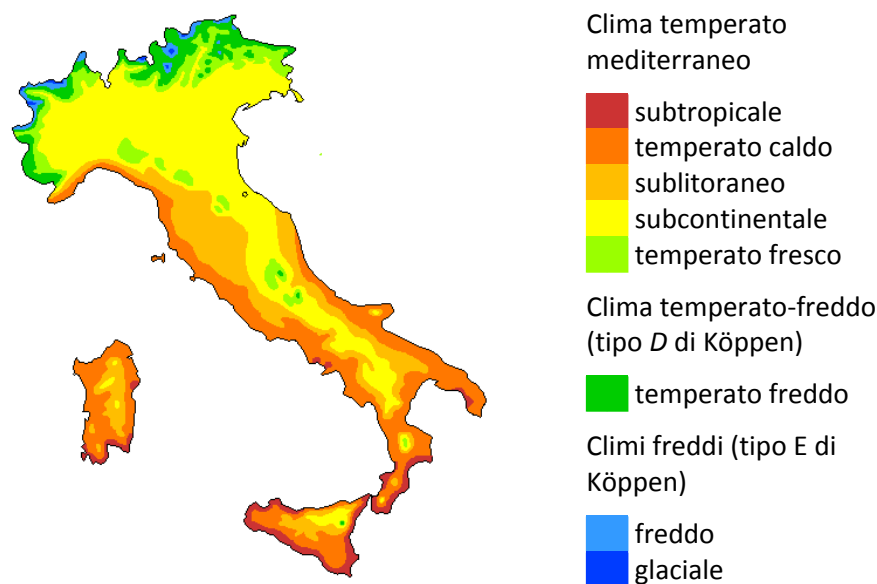 Clima temperato
mediterraneo
subtropicale
temperato caldo
sublitoraneo
subcontinentale
temperato fresco
Clima temperato-freddo
(tipo D di Köppen)
temperato freddo
Climi freddi (tipo E di
Köppen)
freddo
glaciale